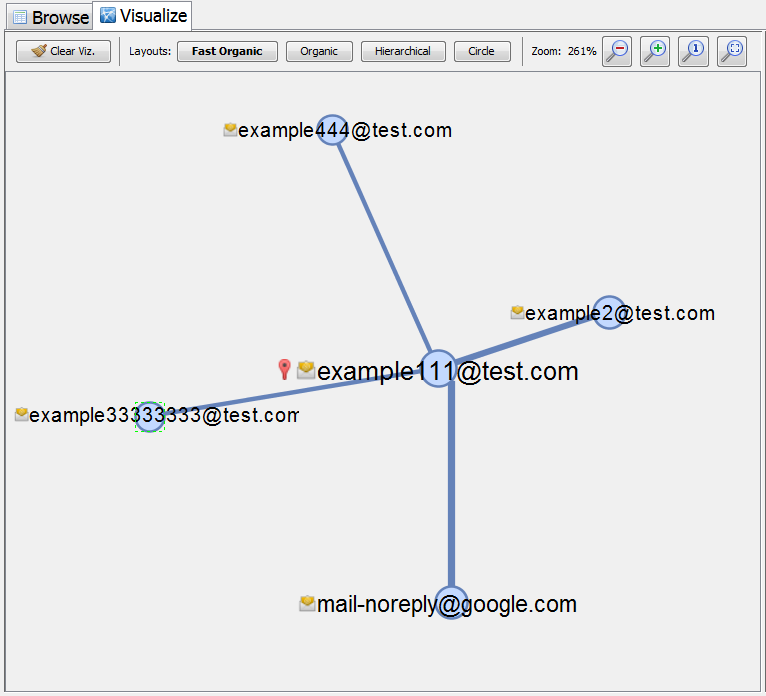 Browse Visualize
Clear Viz. Layouts: Fast Organic Organic Hierarchical Circle Zoom: 261% 1
example444@test.com
example2@test.com
example111@test.com
example33333333@test.com
mail-noreply@google.com